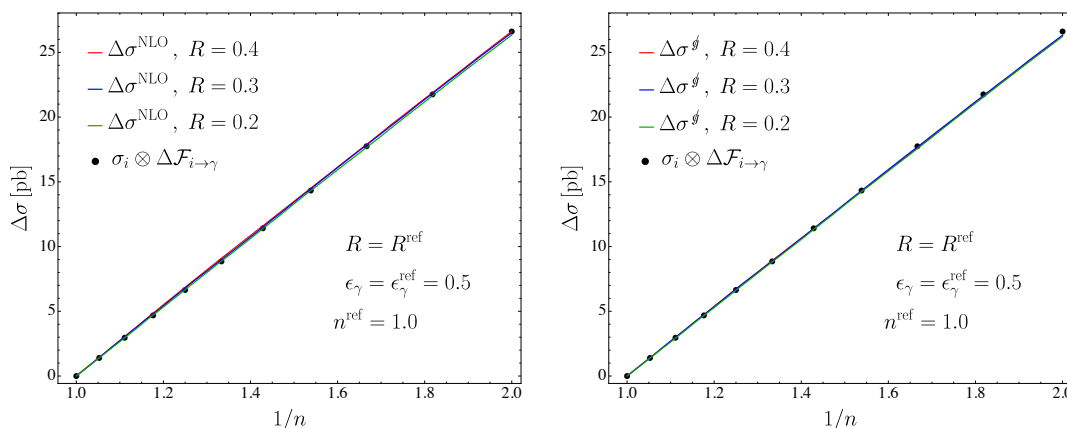 Δσ^NLO , R = 0.4
Δσ^NLO , R = 0.3
Δσ^NLO , R = 0.2
σ_i ⊗ Δℱ_{i→γ}
R = R^ref
ϵ_γ = ϵ_γ^ref = 0.5
n^ref = 1.0
Δσ [pb]
25
20
15
10
5
0
1.0 1.2 1.4 1.6 1.8 2.0
1/n
Δσ^g̸ , R = 0.4
Δσ^g̸ , R = 0.3
Δσ^g̸ , R = 0.2
σ_i ⊗ Δℱ_{i→γ}
R = R^ref
ϵ_γ = ϵ_γ^ref = 0.5
n^ref = 1.0
Δσ [pb]
25
20
15
10
5
0
1.0 1.2 1.4 1.6 1.8 2.0
1/n